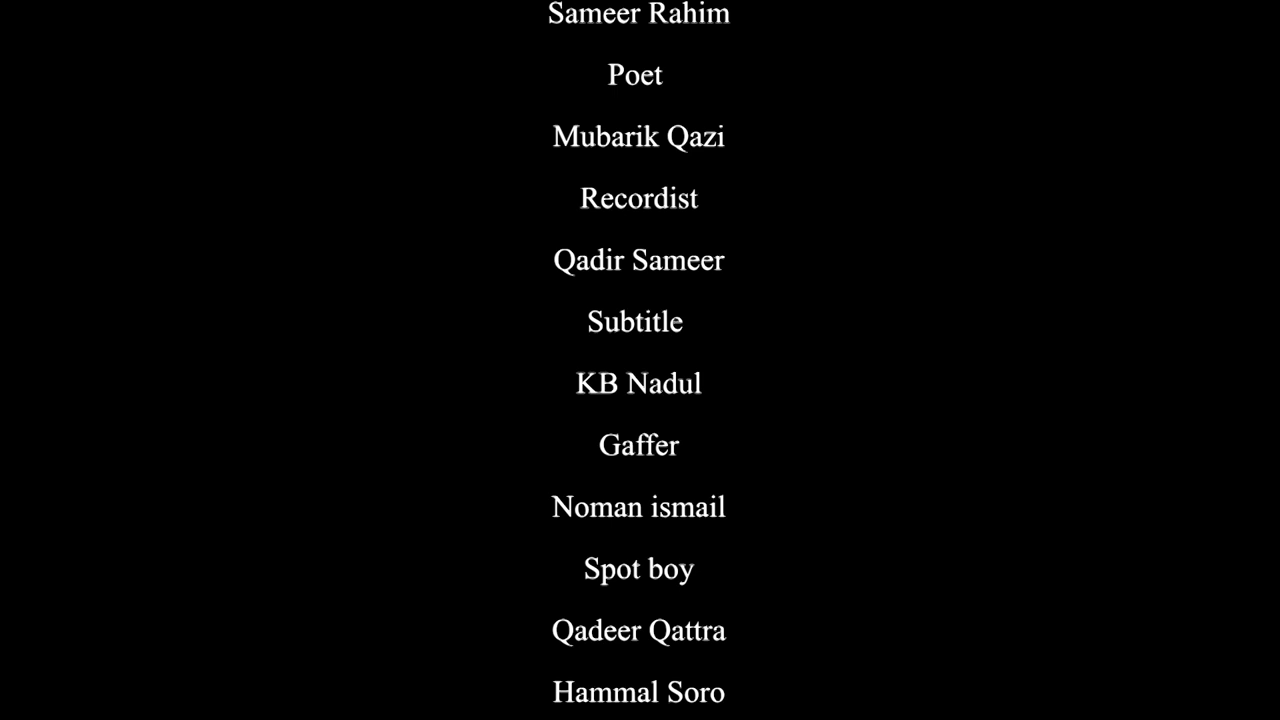 Sameer Rahim
Poet
Mubarik Qazi
Recordist
Qadir Sameer
Subtitle
KB Nadul
Gaffer
Noman ismail
Spot boy
Qadeer Qattra
Hammal Soro